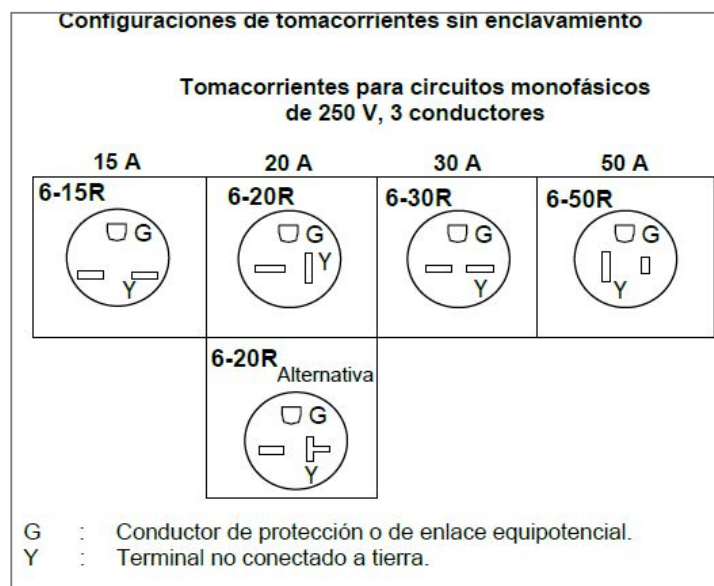 Configuraciones de tomacorrientes sin enclavamiento
Tomacorrientes para circuitos monofásicos
de 250 V, 3 conductores
15 A 20 A 30 A 50 A
6-15R 6-20R 6-30R 6-50R
G G G G
Y Y Y Y
6-20R
Alternativa
G
Y
G : Conductor de protección o de enlace equipotencial.
Y : Terminal no conectado a tierra.